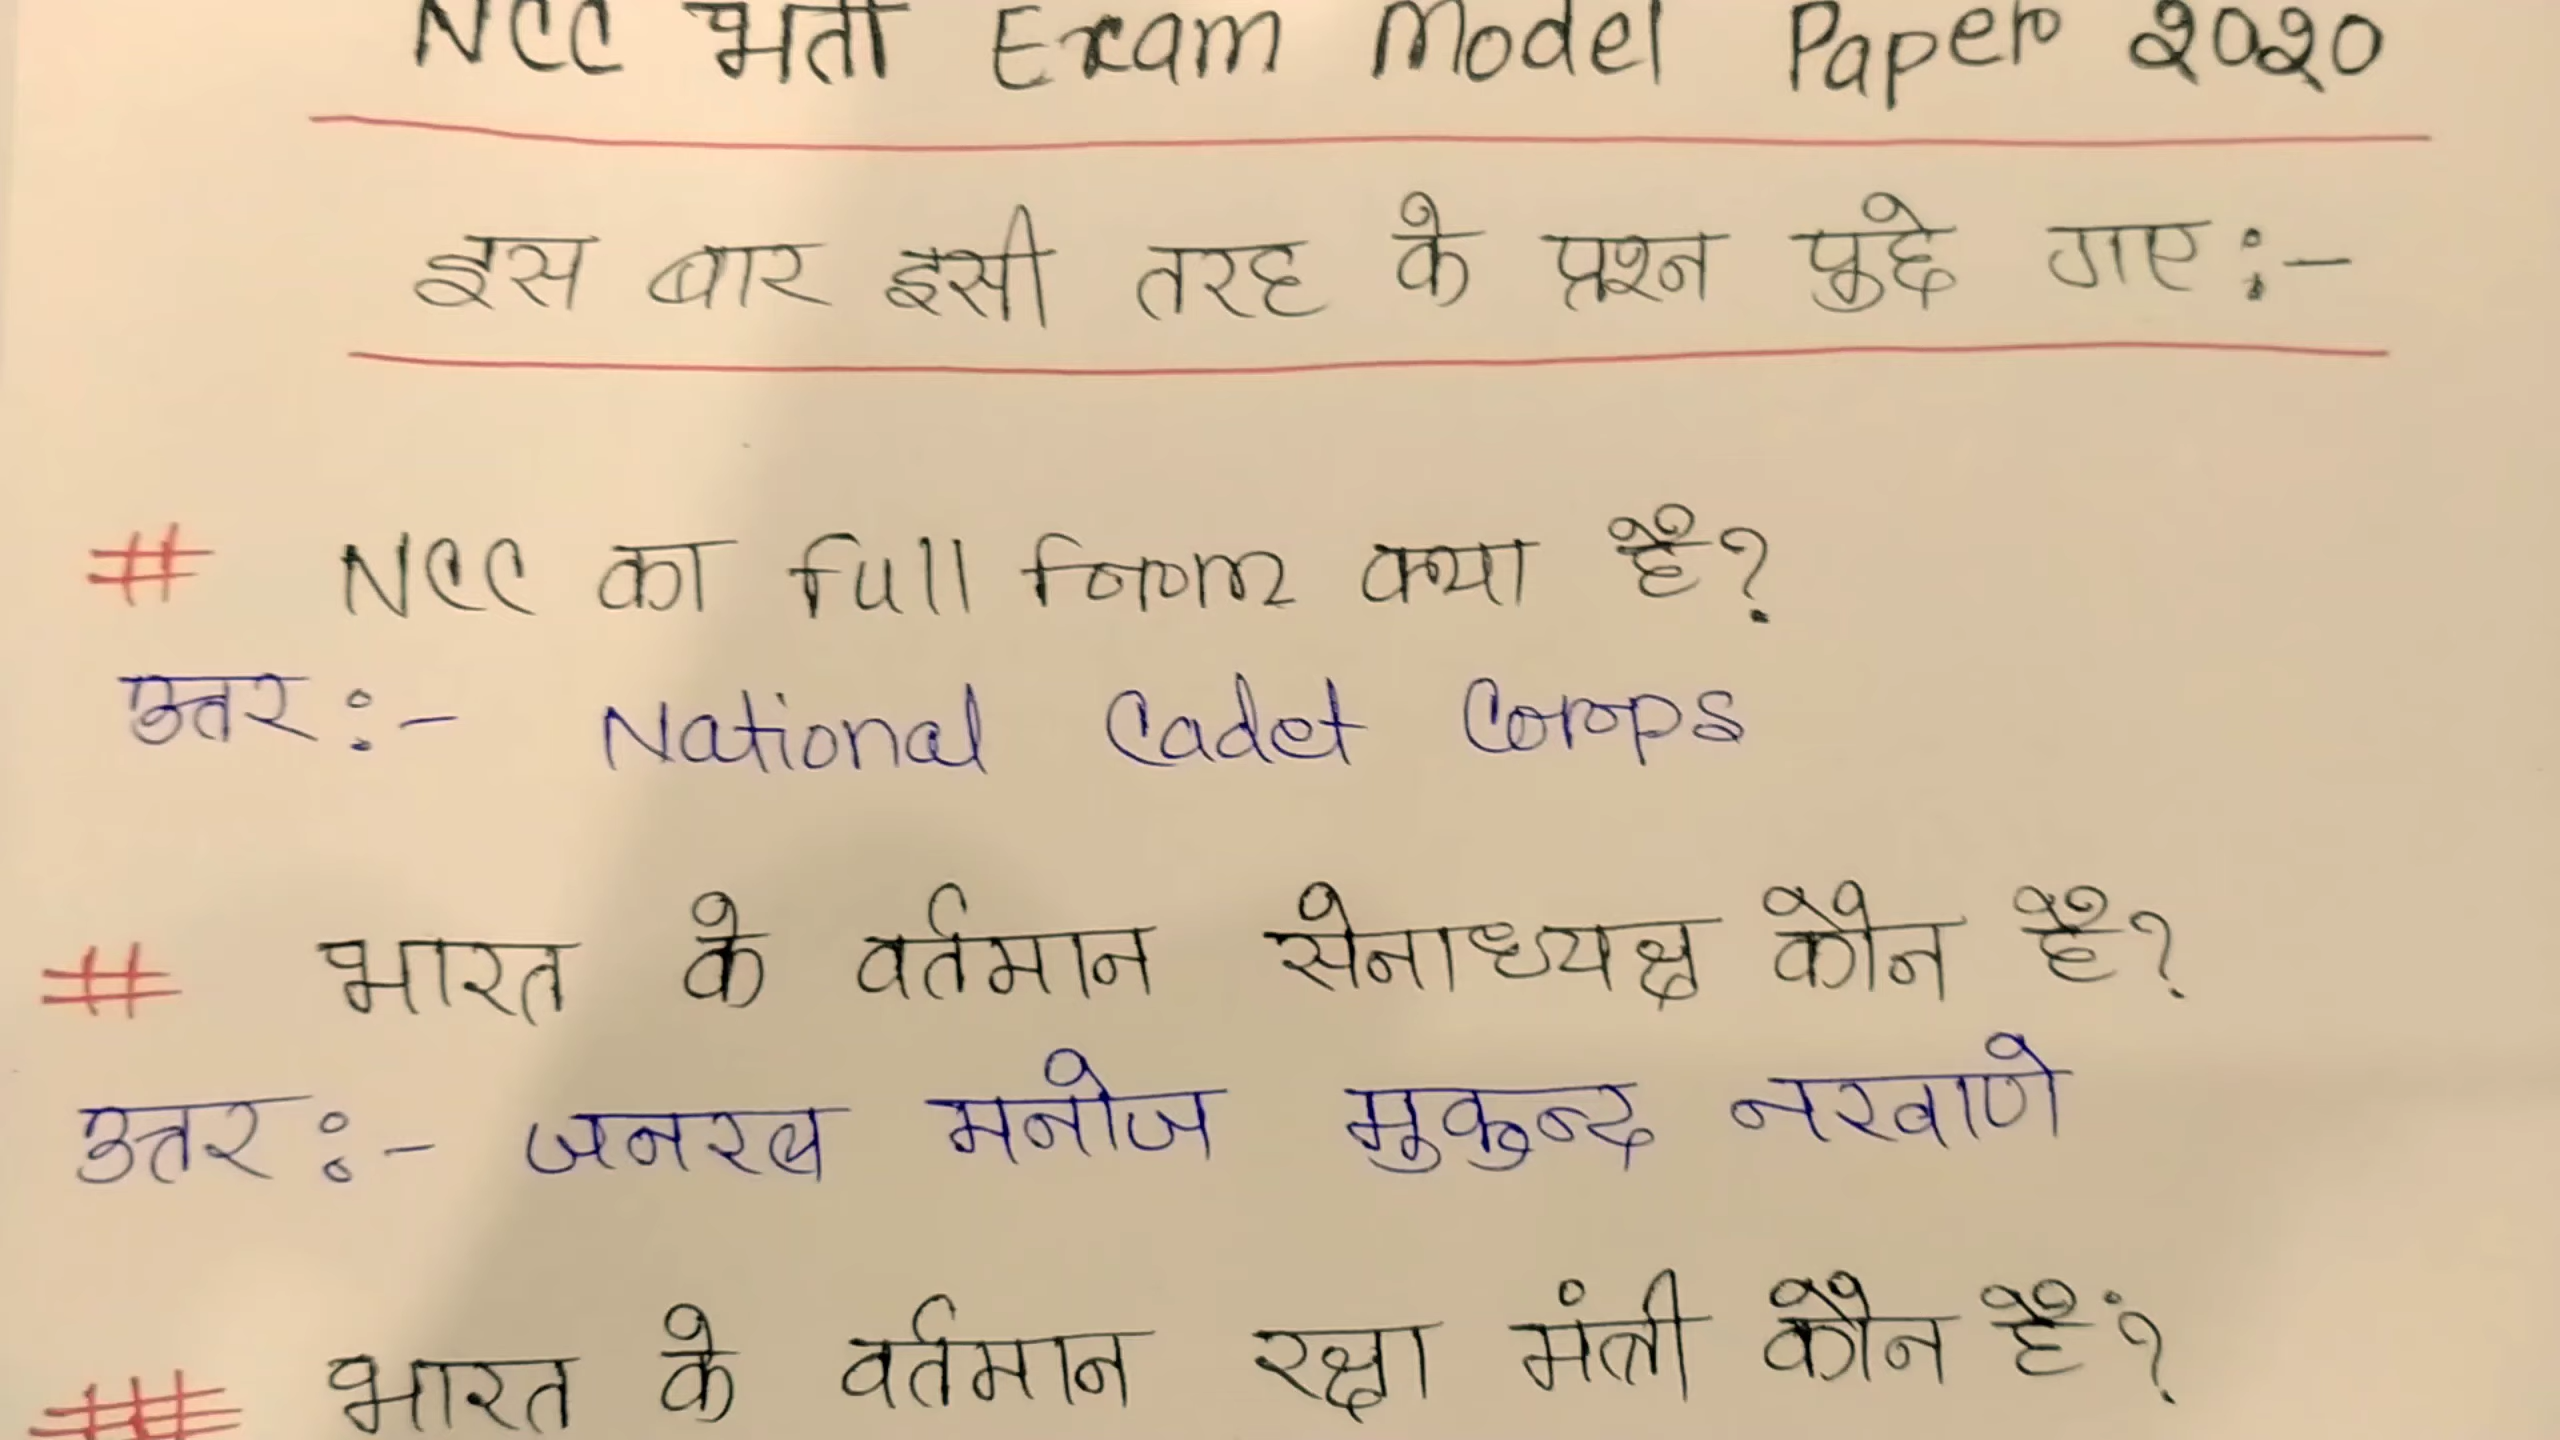 NCC भर्ती Exam Model Paper 2020
इस बार इसी तरह के प्रश्न पुछे गए :-
# NCC का full form क्या है?
उत्तर :- National Cadet Corps
# भारत के वर्तमान सेनाध्यक्ष कौन है?
उत्तर :- जनरल मनोज मुकुन्द नरवाणे
# भारत के वर्तमान रक्षा मंत्री कौन हैं?